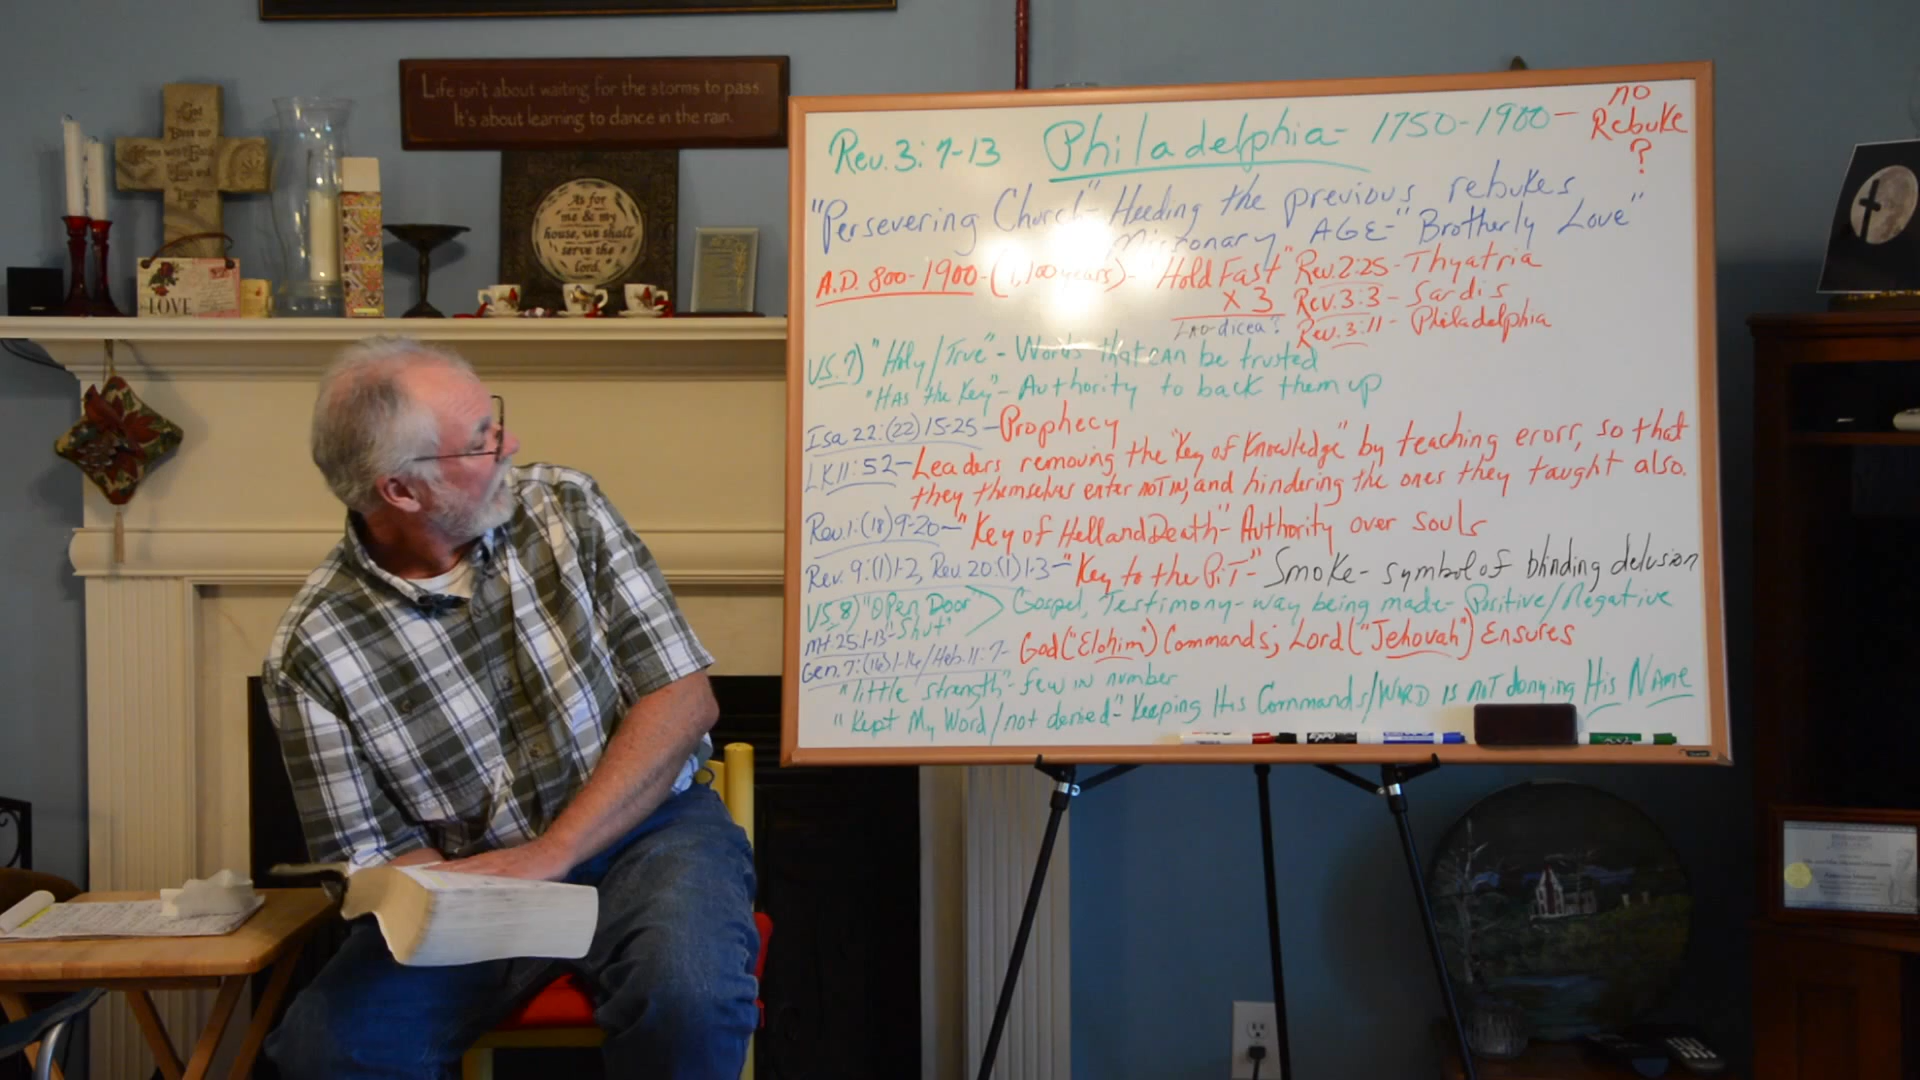 Life isn't about waiting for the storms to pass.
It's about learning to dance in the rain.
God
Bless our
As for
me & my
house, we shall
serve the
lord.
LOVE
Rev. 3:7-13 Philadelphia- 1750-1900- no
Rebuke
?
"Persevering Church" Heeding the previous rebukes
Missionary AGE-"Brotherly Love"
A.D. 800-1900-(1,100 years)- "Hold Fast" Rev. 2:25-Thyatria
x 3 Rev. 3:3- Sardis
LAO-dicea? Rev. 3:11- Philadelphia
VS.7) "Holy/True"- Words that CAN be trusted
"HAs the Key"- Authority to back them up
Isa 22:(22)15-25-Prophecy
LK11:52-Leaders removing the "Key of Knowledge" by teaching erorr, so that
they themselves enter noT in, and hindering the ones they taught also.
Rev.1:(18)9-20-"Key of Hell and Death"- Authority over souls
Rev. 9:(1)1-2, Rev. 20:(1)1-3-"Key to the PiT"- Smoke- symbol of blinding delusion
VS.8) "OPen Door > Gospel, Testimony-way being made- Positive/Negative
Mt.25:1-13-"Shut"
Gen.7:(16)1-16/Heb.11:7- God("Elohim") Commands; Lord("Jehovah") Ensures
"little strength"- few in number
"Kept My Word/not denied"- Keeping His Commands/WORD is noT denying His NAME